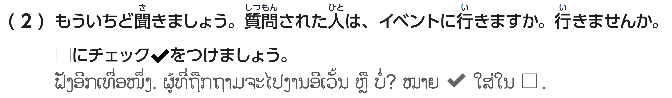 (2) もういちど聞きましょう。質問された人は、イベントに行きますか。行きませんか。
□にチェック✔をつけましょう。
ຟັງອີກເທື່ອໜຶ່ງ. ຜູ້ທີ່ຖືກຖາມຈະໄປງານອີເວັ້ນ ຫຼື ບໍ່? ໝາຍ ✔ ໃສ່ໃນ □ .